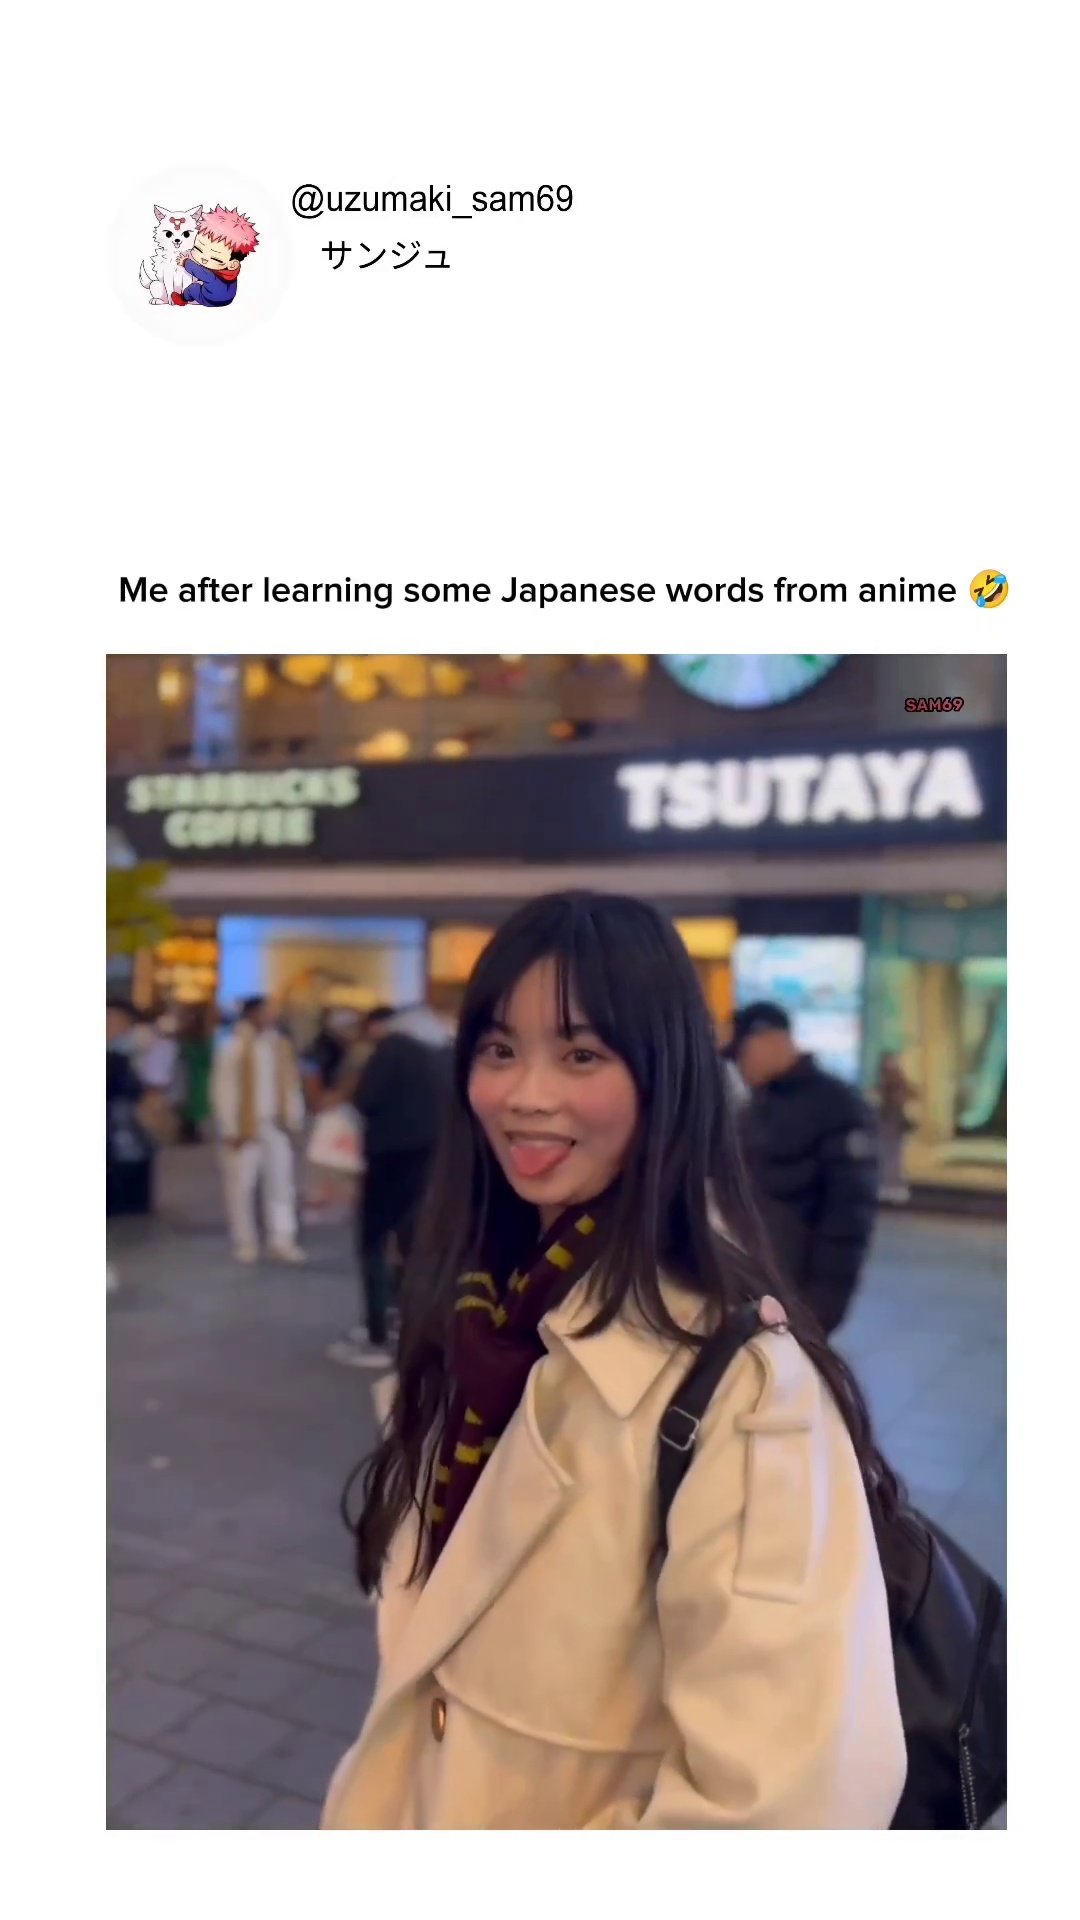 @uzumaki_sam69
サンジュ
Me after learning some Japanese words from anime 🤣
SAM69
STARBUCKS
COFFEE
TSUTAYA